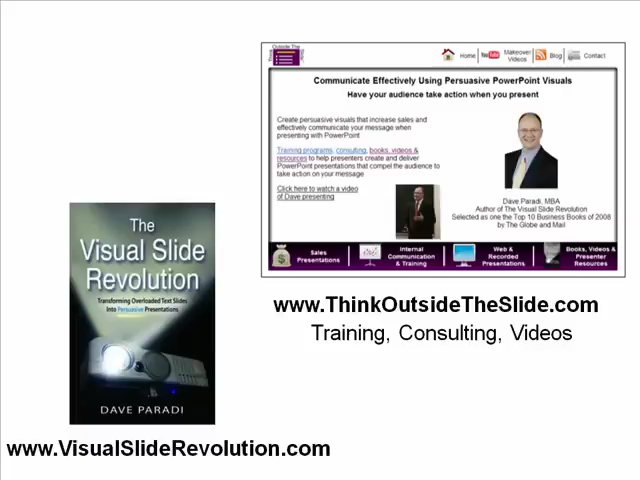 Think
Outside The
Slide
Home
You Tube
Makeover
Videos
Blog
Contact
Communicate Effectively Using Persuasive PowerPoint Visuals
Have your audience take action when you present
Create persuasive visuals that increase sales and
effectively communicate your message when
presenting with PowerPoint
Training programs, consulting, books, videos &
resources to help presenters create and deliver
PowerPoint presentations that compel the audience to
take action on your message
Click here to watch a video
of Dave presenting
Dave Paradi, MBA
Author of The Visual Slide Revolution
Selected as one the Top 10 Business Books of 2008
by The Globe and Mail
Sales
Presentations
Internal
Communication
& Training
Web &
Recorded
Presentations
Books, Videos &
Presenter
Resources
The
Visual Slide
Revolution
Transforming Overloaded Text Slides
Into Persuasive Presentations
DAVE PARADI
www.ThinkOutsideTheSlide.com
Training, Consulting, Videos
www.VisualSlideRevolution.com